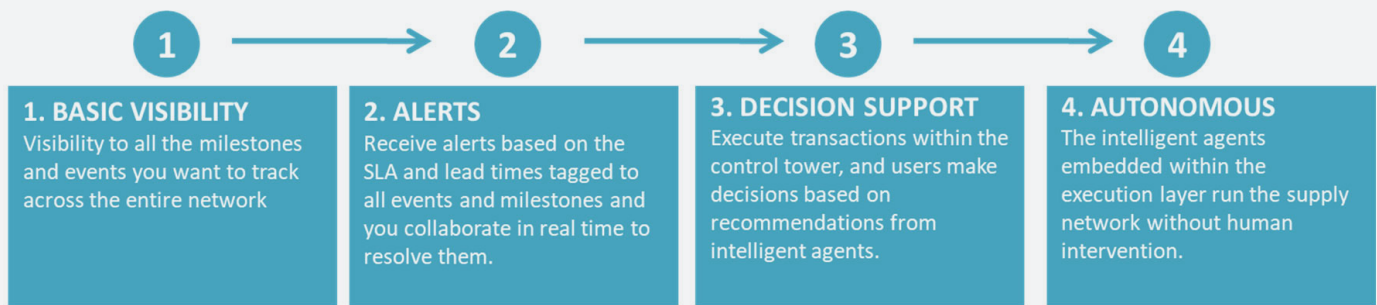 1
2
3
4
1. BASIC VISIBILITY
Visibility to all the milestones
and events you want to track
across the entire network
2. ALERTS
Receive alerts based on the
SLA and lead times tagged to
all events and milestones and
you collaborate in real time to
resolve them.
3. DECISION SUPPORT
Execute transactions within the
control tower, and users make
decisions based on
recommendations from
intelligent agents.
4. AUTONOMOUS
The intelligent agents
embedded within the
execution layer run the supply
network without human
intervention.